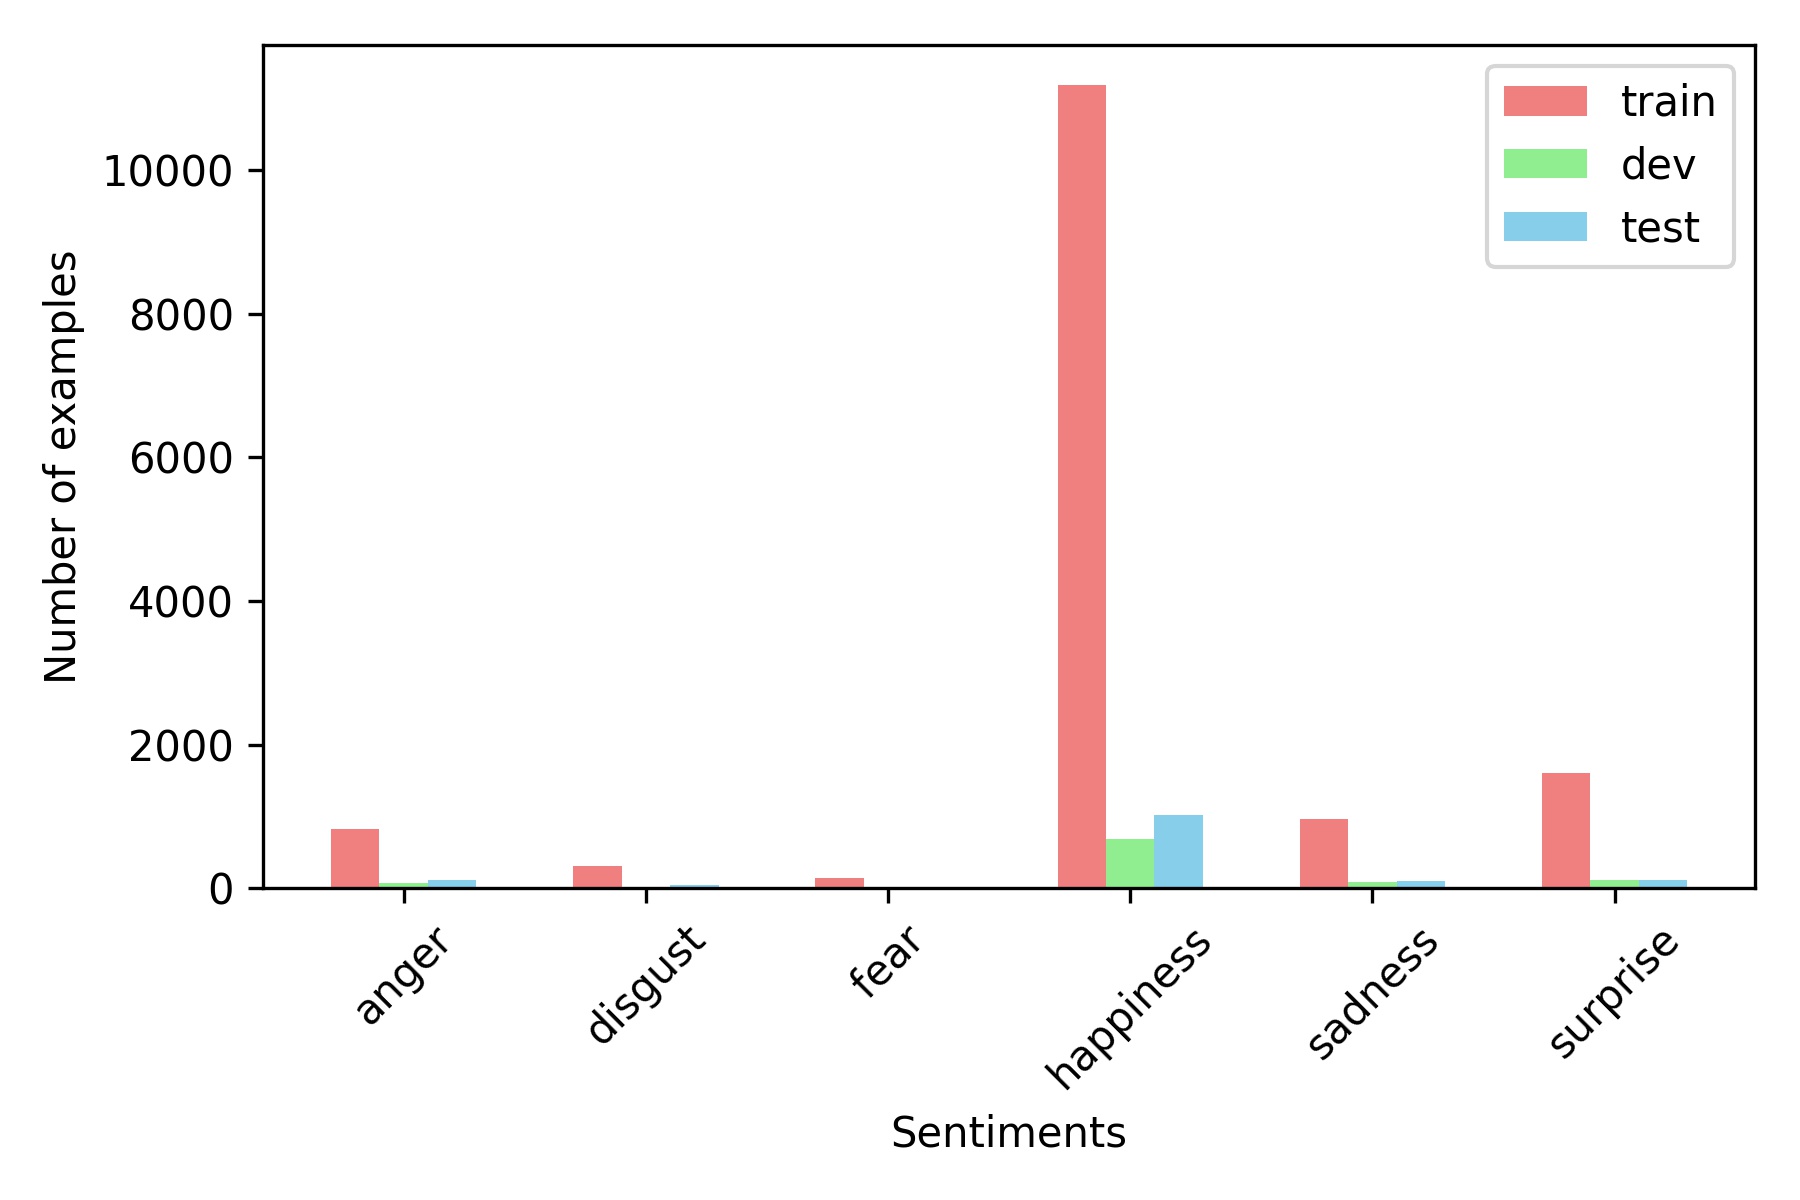 train
dev
test
10000
8000
6000
4000
2000
0
Number of examples
anger
disgust
fear
happiness
sadness
surprise
Sentiments